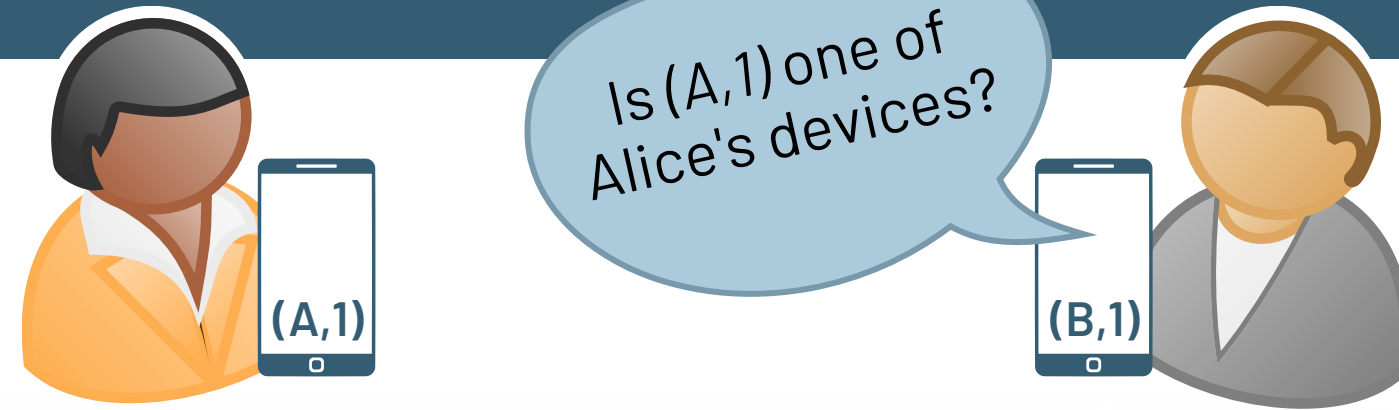 Is (A,1) one of
Alice's devices?
(A,1)
(B,1)